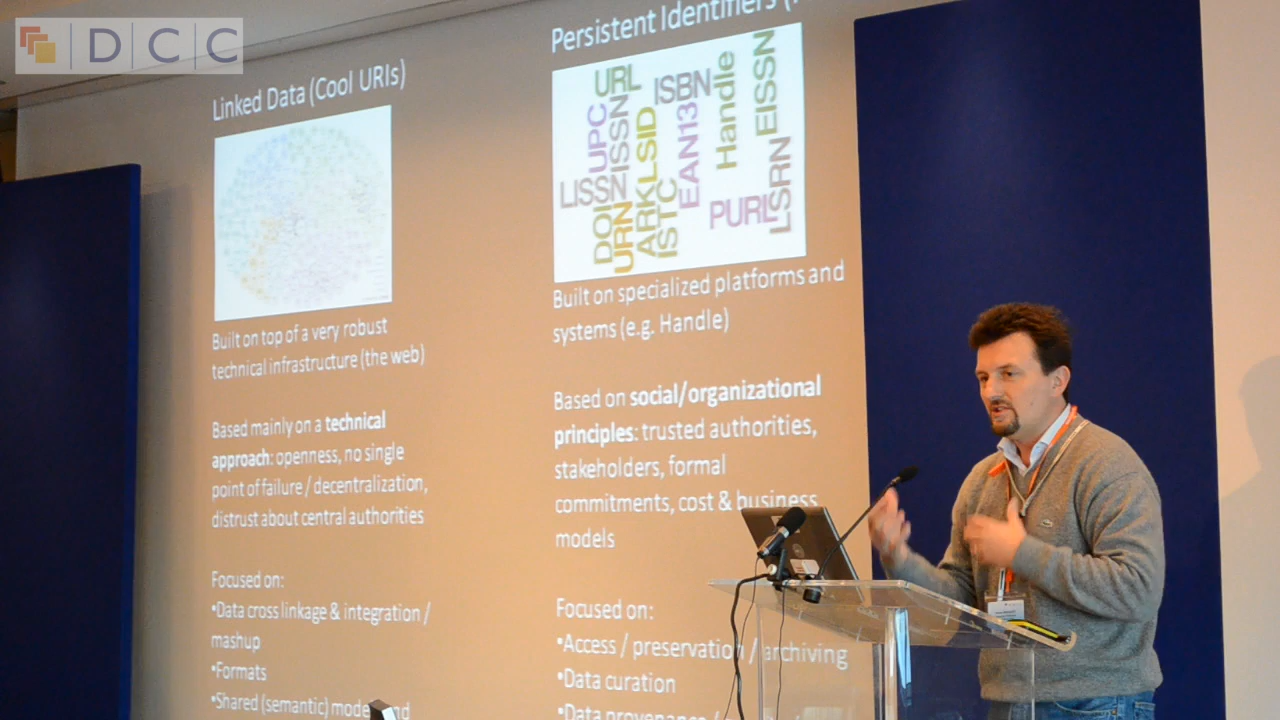 DCC
Linked Data (Cool URIs)
Built on top of a very robust
technical infrastructure (the web)
Based mainly on a technical
approach: openness, no single
point of failure / decentralization,
distrust about central authorities
Focused on:
•Data cross linkage & integration /
mashup
•Formats
•Shared (semantic)
Persistent Identifiers
URL
ISBN
Handle
EISSN
UPC
ISSN
LSID
EAN13
LISSN
DOI
URN
ARK
ISTC
PURL
LSRN
Built on specialized platforms and
systems (e.g. Handle)
Based on social/organizational
principles: trusted authorities,
stakeholders, formal
commitments, cost & business
models
Focused on:
•Access / preservation / archiving
•Data curation
•Data provenance /